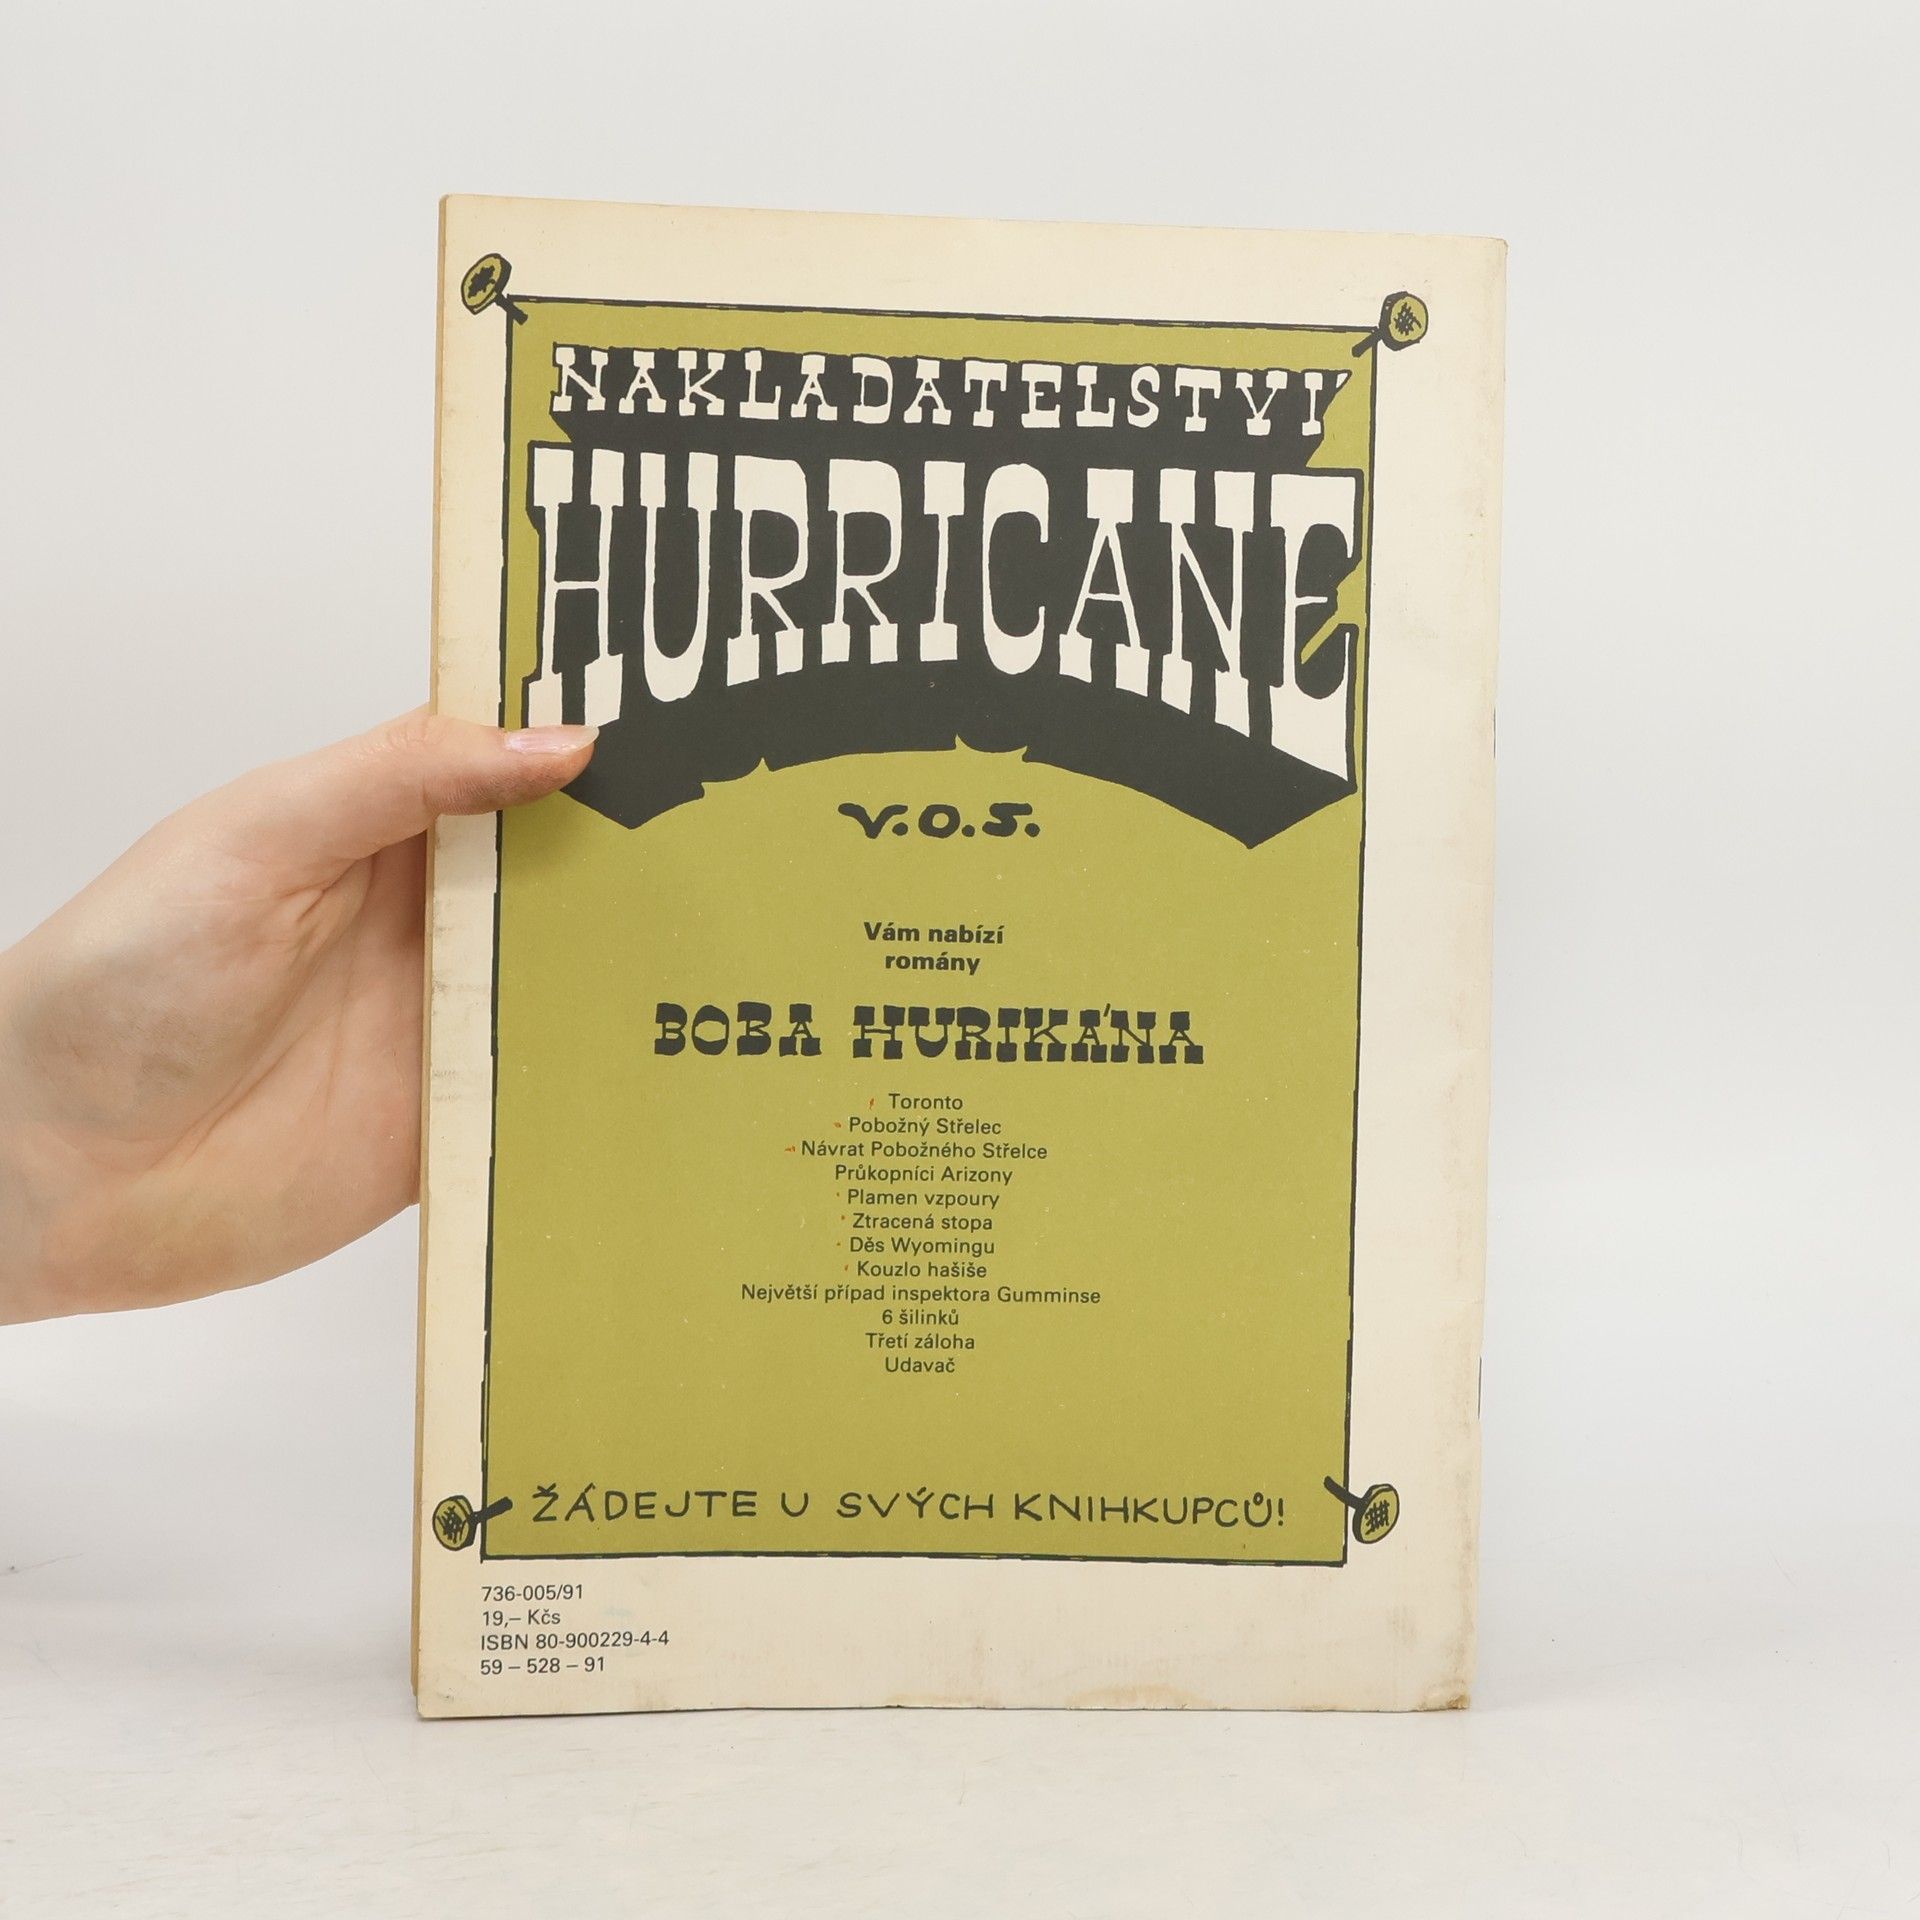 NAKLADATELSTVÍ
HURRICANE
v.o.s.
Vám nabízí
romány
BOBA HURIKÁNA
Toronto
Pobožný Střelec
Návrat Pobožného Střelce
Průkopníci Arizony
Plamen vzpoury
Ztracená stopa
Děs Wyomingu
Kouzlo hašiše
Největší případ inspektora Gumminse
6 šilinků
Třetí záloha
Udavač
ŽÁDEJTE U SVÝCH KNIHKUPCŮ!
736-005/91
19,– Kčs
ISBN 80-900229-4-4
59 – 528 – 91